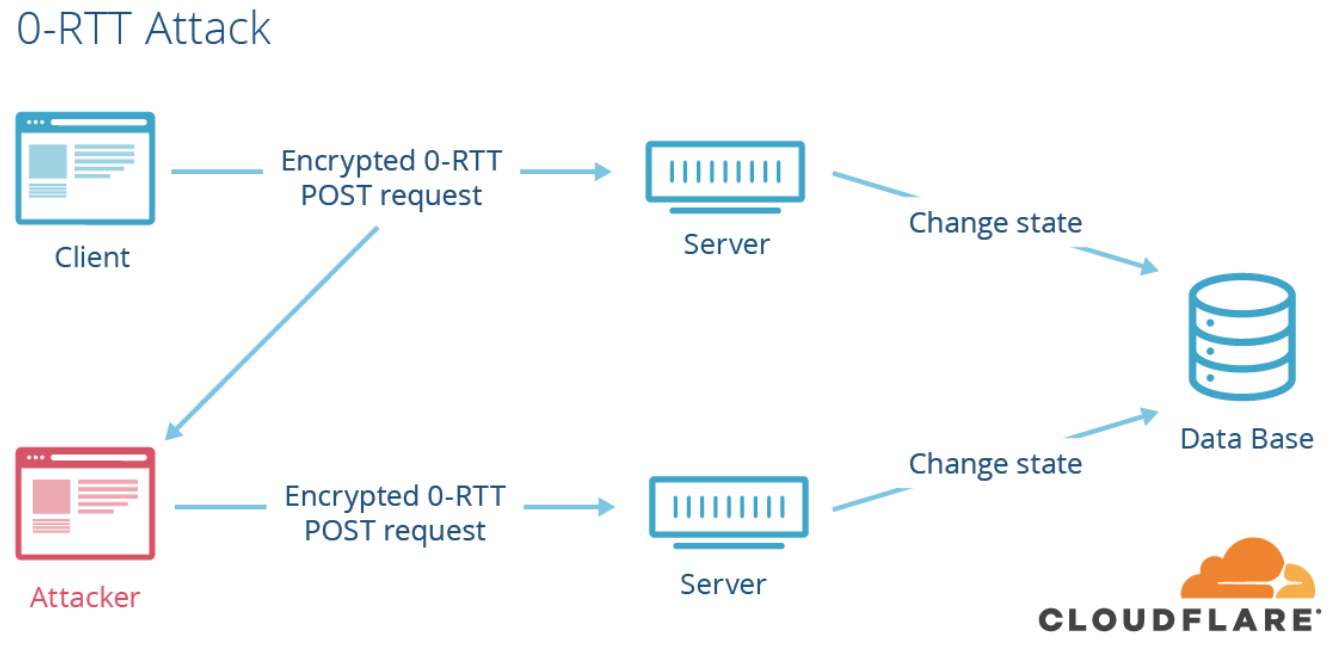 0-RTT Attack
Encrypted 0-RTT
POST request
Client
Server
Change state
Data Base
Encrypted 0-RTT
POST request
Attacker
Server
Change state
CLOUDFLARE